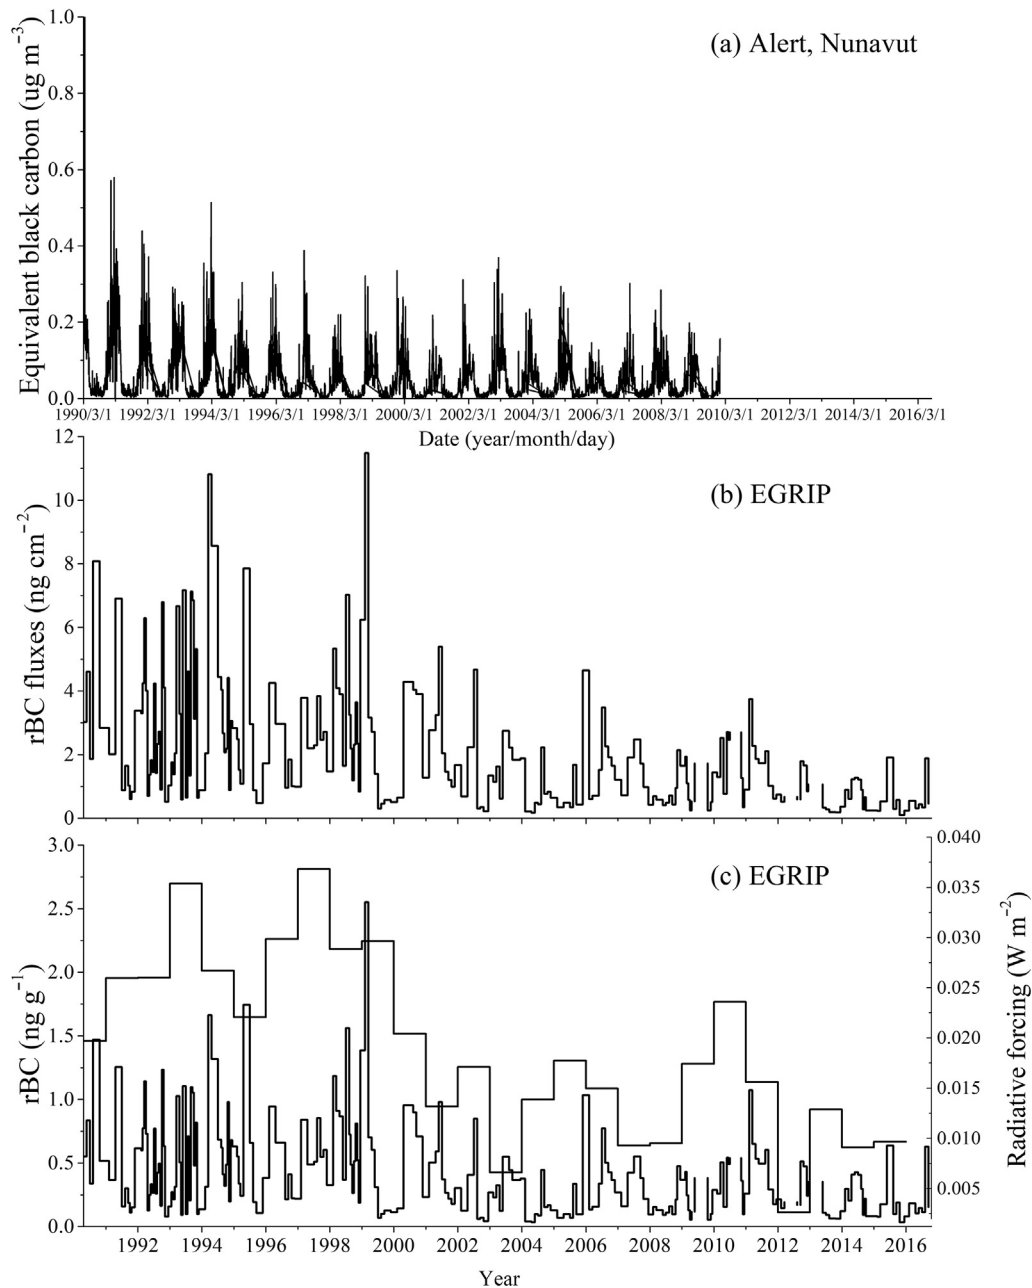 1.0
(a) Alert, Nunavut
0.8
0.6
0.4
0.2
0.0
Equivalent black carbon (ug m⁻³)
1990/3/1 1992/3/1 1994/3/1 1996/3/1 1998/3/1 2000/3/1 2002/3/1 2004/3/1 2006/3/1 2008/3/1 2010/3/1 2012/3/1 2014/3/1 2016/3/1
Date (year/month/day)
12
(b) EGRIP
10
8
6
4
2
0
rBC fluxes (ng cm⁻²)
3.0
(c) EGRIP
2.5
2.0
1.5
1.0
0.5
0.0
rBC (ng g⁻¹)
0.040
0.035
0.030
0.025
0.020
0.015
0.010
0.005
Radiative forcing (W m⁻²)
1992 1994 1996 1998 2000 2002 2004 2006 2008 2010 2012 2014 2016
Year